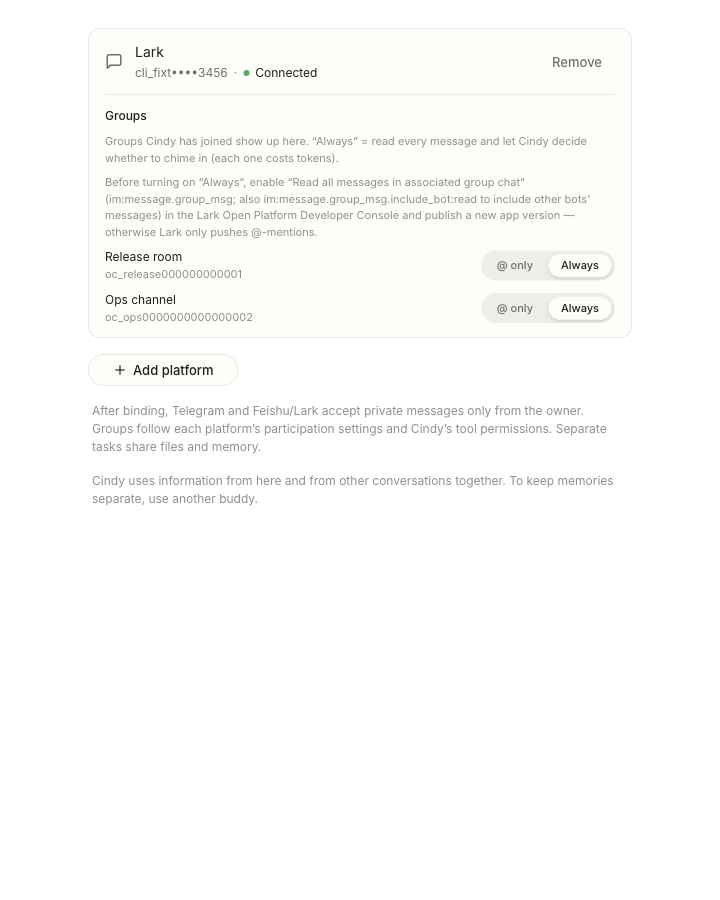 Lark
cli_fixt••••3456 · Connected
Remove
Groups
Groups Cindy has joined show up here. “Always” = read every message and let Cindy decide
whether to chime in (each one costs tokens).
Before turning on “Always”, enable “Read all messages in associated group chat”
(im:message.group_msg; also im:message.group_msg.include_bot:read to include other bots’
messages) in the Lark Open Platform Developer Console and publish a new app version —
otherwise Lark only pushes @-mentions.
Release room
oc_release000000000001
@ only
Always
Ops channel
oc_ops0000000000000002
@ only
Always
Add platform
After binding, Telegram and Feishu/Lark accept private messages only from the owner.
Groups follow each platform’s participation settings and Cindy’s tool permissions. Separate
tasks share files and memory.
Cindy uses information from here and from other conversations together. To keep memories
separate, use another buddy.